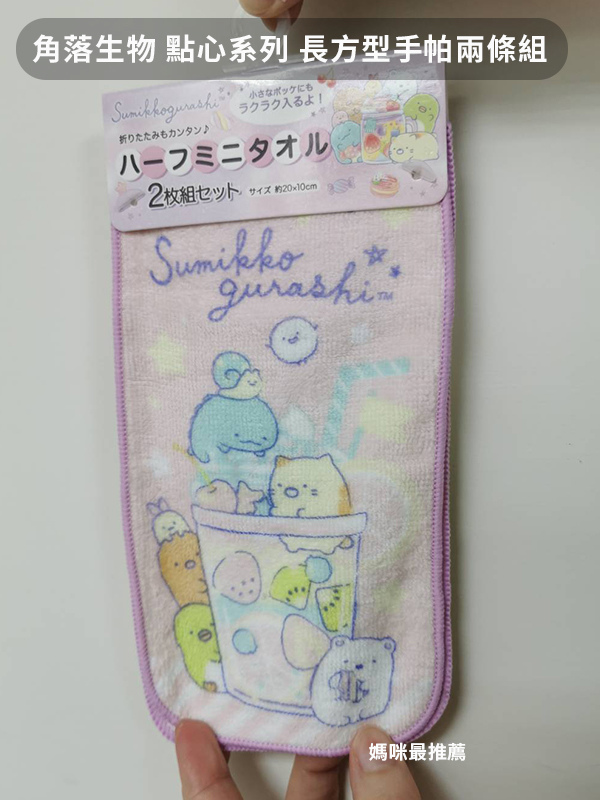 角落生物 點心系列 長方型手帕兩條組
Sumikkogurashi
小さなポッケにも
ラクラク入るよ！
折りたたみもカンタン♪
ハーフミニタオル
2枚組セット サイズ 約20×10cm
Sumikko
gurashi™
媽咪最推薦